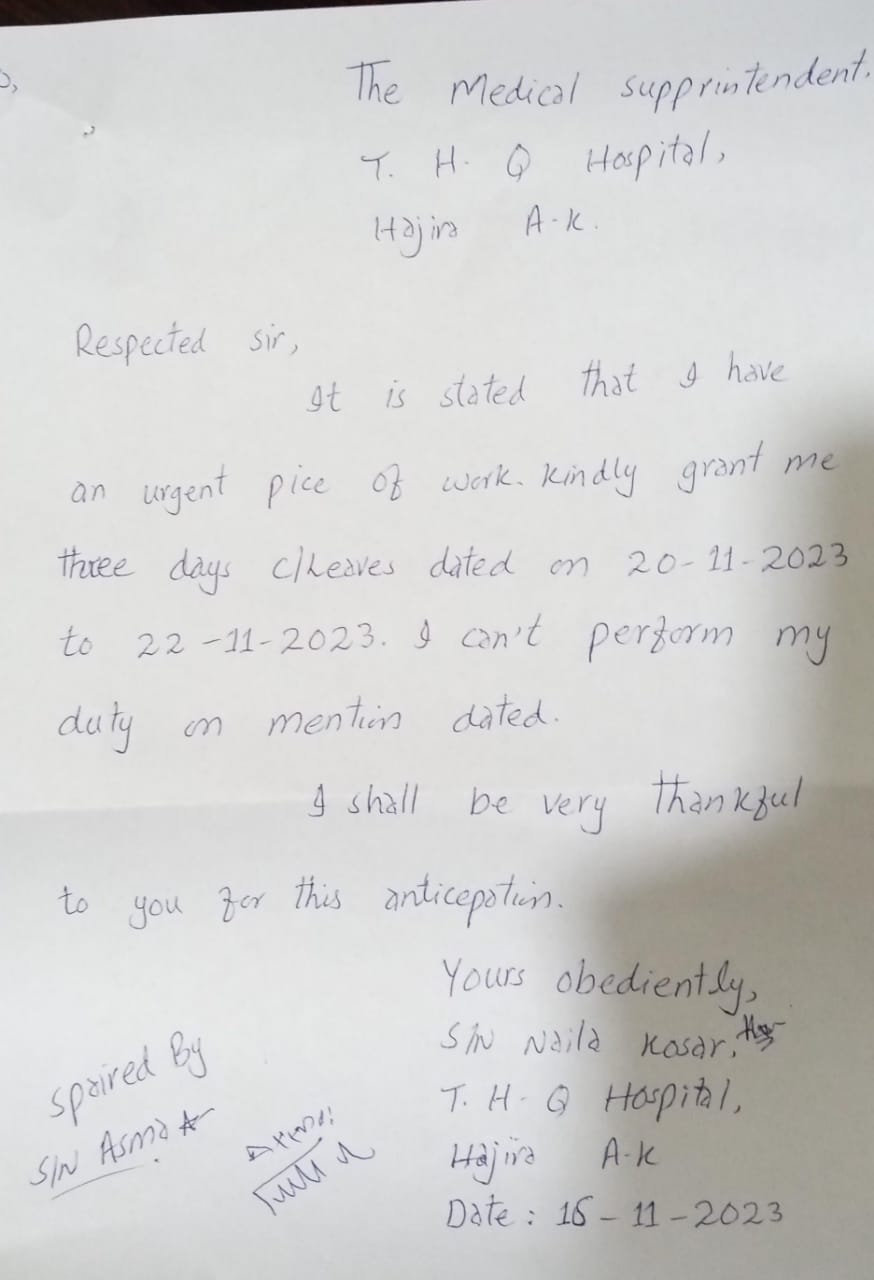 The Medical supprintendent.
T. H. Q Hospital,
Hajira A.K.
Respected sir,
It is stated that I have
an urgent pice of work. Kindly grant me
three days c/Leaves dated on 20-11-2023
to 22-11-2023. I can't perform my
duty on mention dated.
I shall be very thankful
to you for this anticepation.
Yours obediently,
S/N Naila Kosar,
T. H. Q Hospital,
Hajira A-K
Date: -11-2023
spaired By
S/N Asma